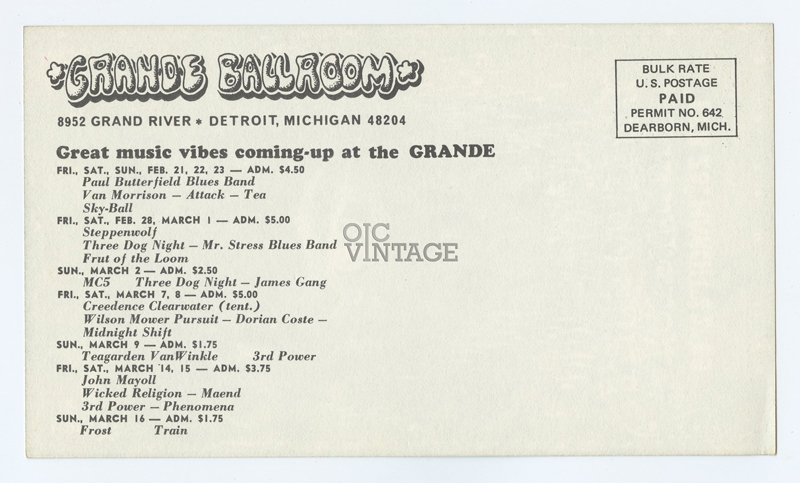 GRANDE BALLROOM
8952 GRAND RIVER * DETROIT, MICHIGAN 48204
BULK RATE
U. S. POSTAGE
PAID
PERMIT NO. 642
DEARBORN, MICH.
Great music vibes coming-up at the GRANDE
FRI., SAT., SUN., FEB. 21, 22, 23 — ADM. $4.50
Paul Butterfield Blues Band
Van Morrison — Attack — Tea
Sky-Ball
FRI., SAT., FEB. 28, MARCH 1 — ADM. $5.00
Steppenwolf
Three Dog Night — Mr. Stress Blues Band
Frut of the Loom
SUN., MARCH 2 — ADM. $2.50
MC5 Three Dog Night — James Gang
FRI., SAT., MARCH 7, 8 — ADM. $5.00
Creedence Clearwater (tent.)
Wilson Mower Pursuit — Dorian Coste —
Midnight Shift
SUN., MARCH 9 — ADM. $1.75
Teagarden VanWinkle 3rd Power
FRI., SAT., MARCH 14, 15 — ADM. $3.75
John Mayoll
Wicked Religion — Maend
3rd Power — Phenomena
SUN., MARCH 16 — ADM. $1.75
Frost Train
OJC
VINTAGE